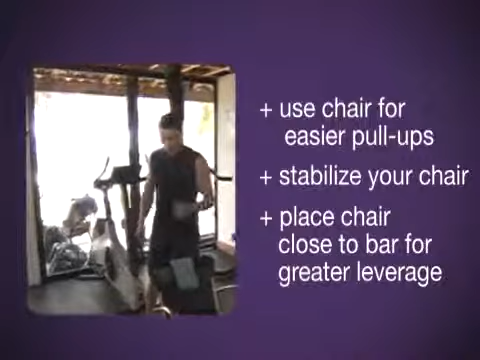 + use chair for
easier pull-ups
+ stabilize your chair
+ place chair
close to bar for
greater leverage